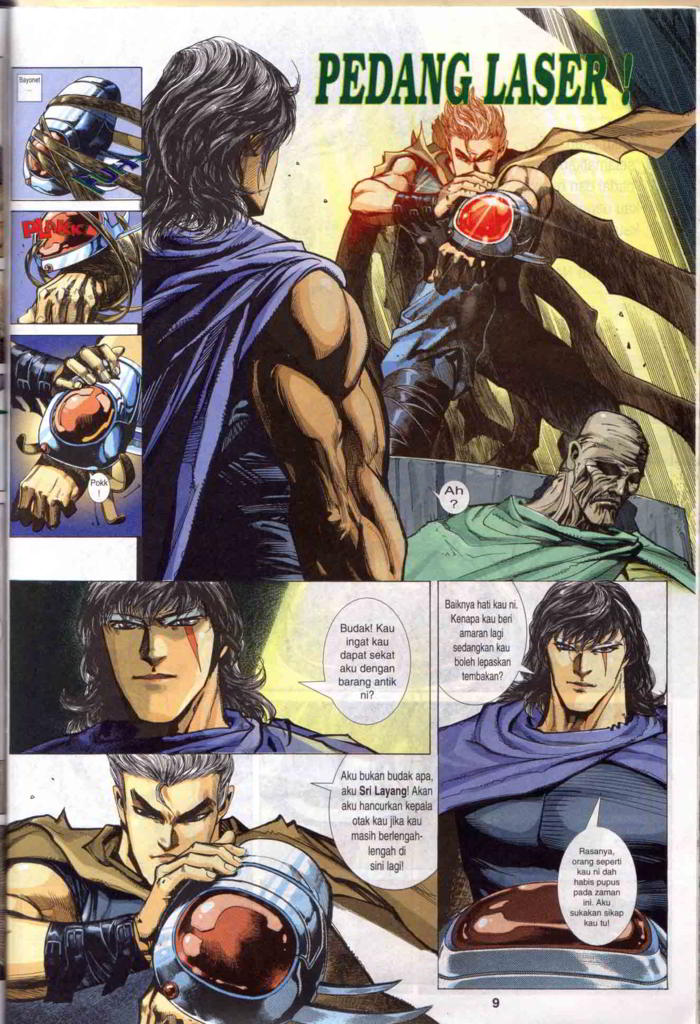 PEDANG LASER !
Bayonet
...
PLAKK
Pokk
!
Ah
?
Budak! Kau
ingat kau
dapat sekat
aku dengan
barang antik
ni?
Baiknya hati kau ni.
Kenapa kau beri
amaran lagi
sedangkan kau
boleh lepaskan
tembakan?
Aku bukan budak apa,
aku Sri Layang! Akan
aku hancurkan kepala
otak kau jika kau
masih berlengah-
lengah di
sini lagi!
Rasanya,
orang seperti
kau ni dah
habis pupus
pada zaman
ini. Aku
sukakan sikap
kau tu!
9